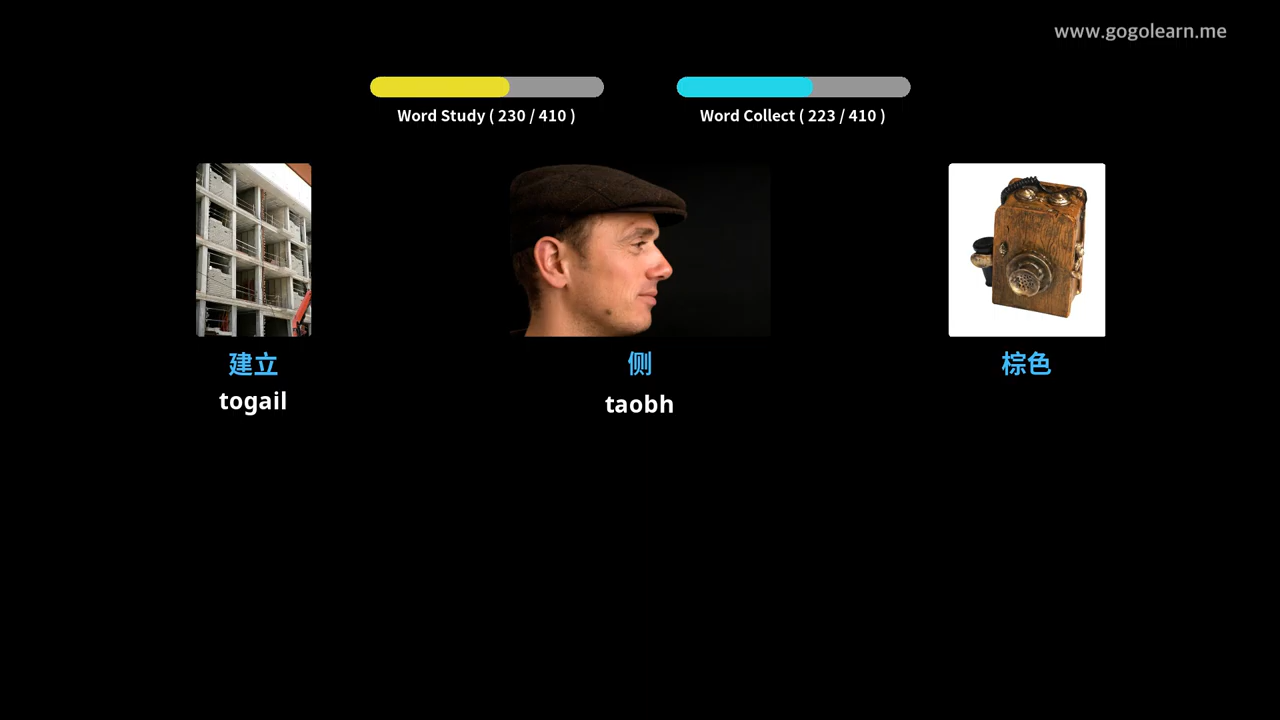 www.gogolearn.me
Word Study ( 230 / 410 )
Word Collect ( 223 / 410 )
建立
togail
侧
taobh
棕色